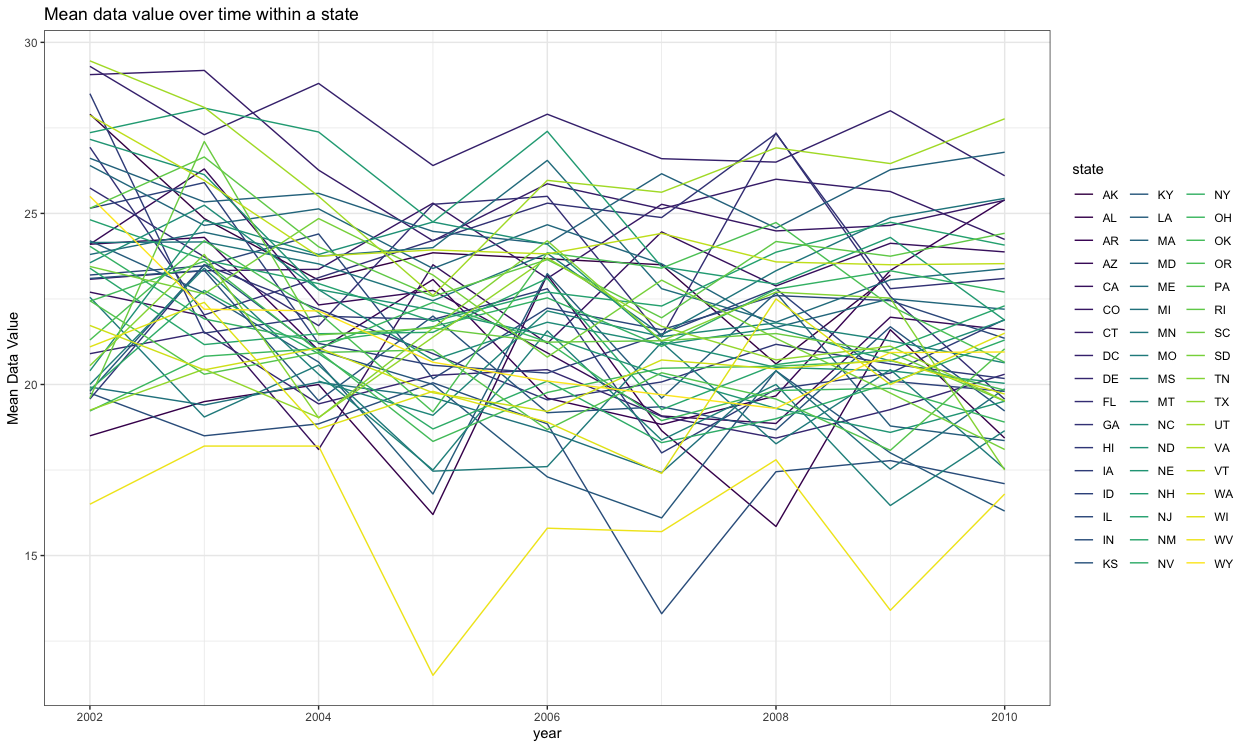 Mean data value over time within a state
Mean Data Value
30
25
20
15
2002
2004
2006
2008
2010
year
state
AK KY NY
AL LA OH
AR MA OK
AZ MD OR
CA ME PA
CO MI RI
CT MN SC
DC MO SD
DE MS TN
FL MT TX
GA NC UT
HI ND VA
IA NE VT
ID NH WA
IL NJ WI
IN NM WV
KS NV WY